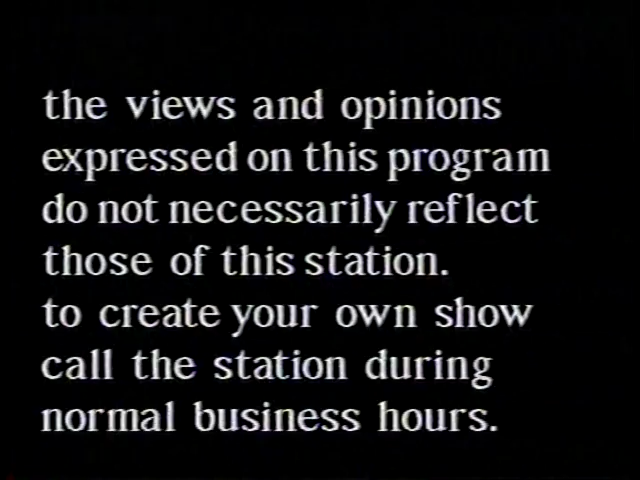 the views and opinions
expressed on this program
do not necessarily reflect
those of this station.
to create your own show
call the station during
normal business hours.